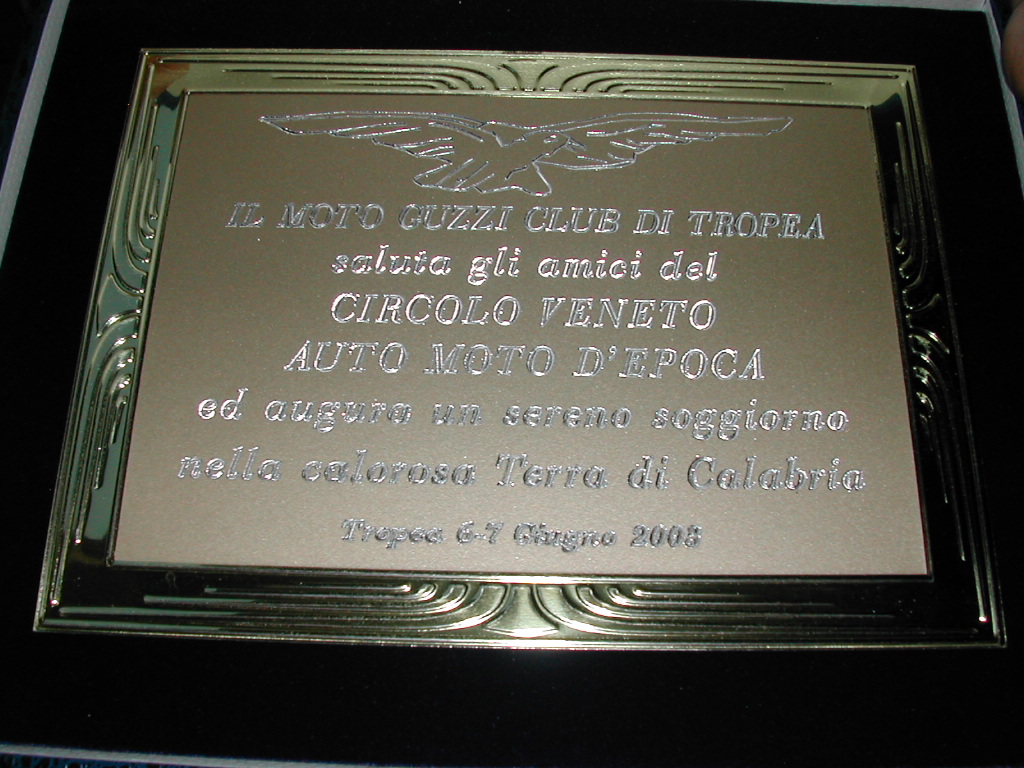 IL MOTO GUZZI CLUB DI TROPEA
saluta gli amici del
CIRCOLO VENETO
AUTO MOTO D'EPOCA
ed augura un sereno soggiorno
nella calorosa Terra di Calabria
Tropea 6-7 Giugno 2003